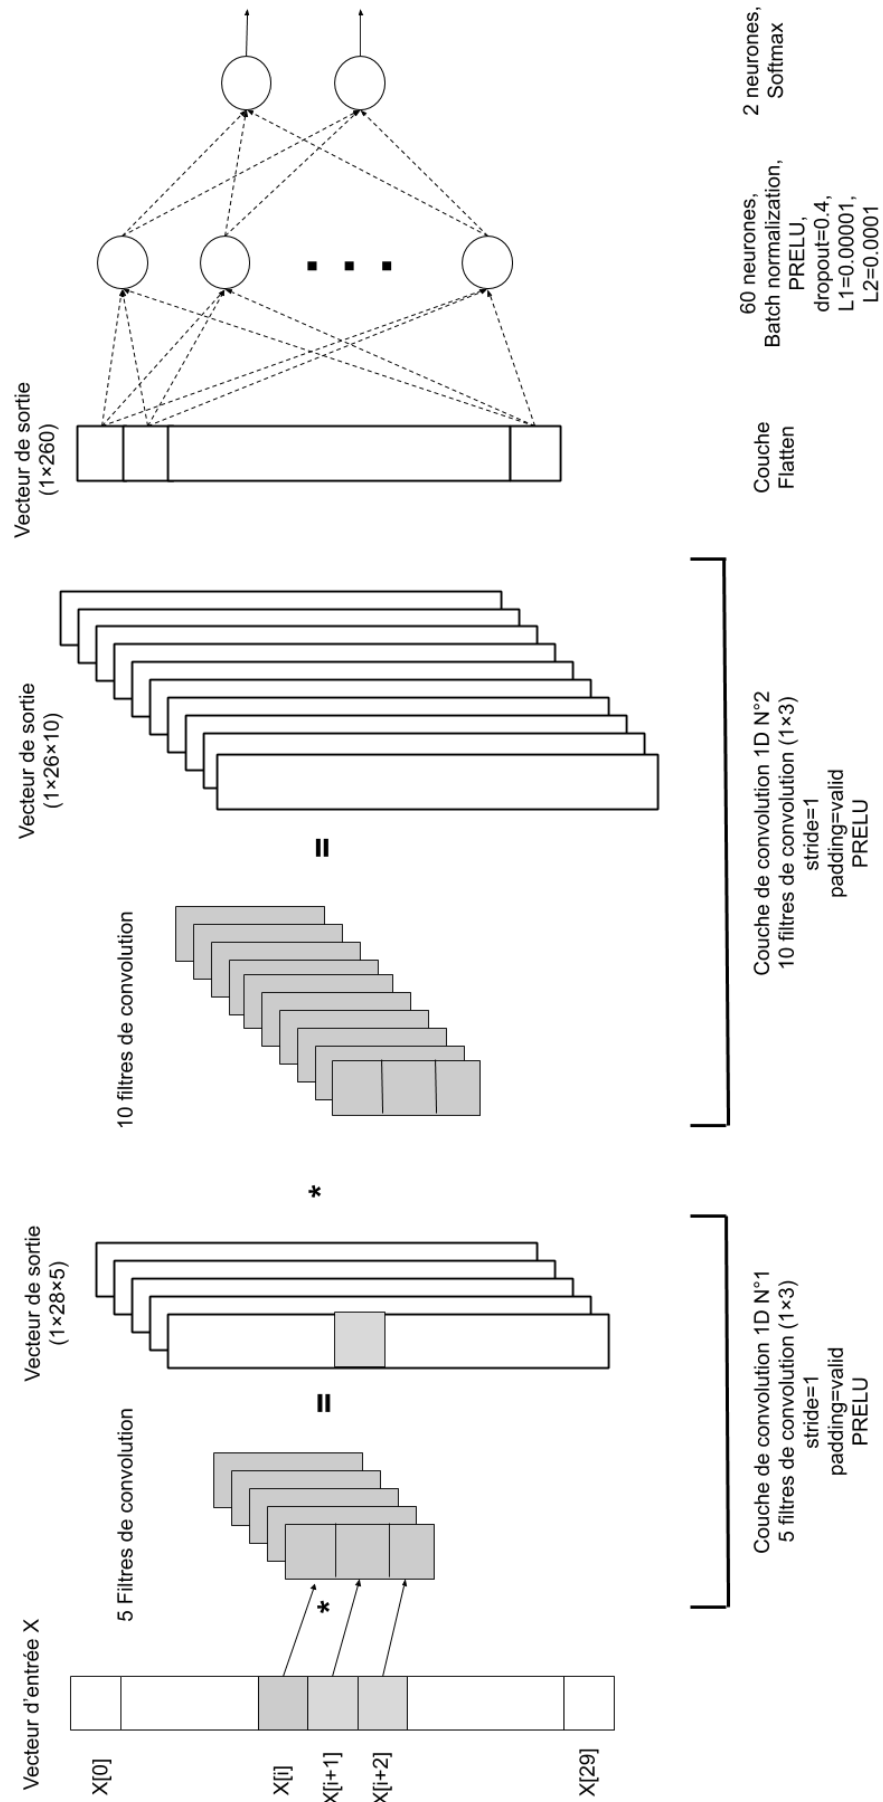 Vecteur d'entrée X
X[0]
X[i]
X[i+1]
X[i+2]
X[29]
5 Filtres de convolution
*
=
Vecteur de sortie
(1×28×5)
Couche de convolution 1D N°1
5 filtres de convolution (1×3)
stride=1
padding=valid
PRELU
*
10 filtres de convolution
=
Vecteur de sortie
(1×26×10)
Couche de convolution 1D N°2
10 filtres de convolution (1×3)
stride=1
padding=valid
PRELU
Vecteur de sortie
(1×260)
Couche
Flatten
60 neurones,
Batch normalization,
PRELU,
dropout=0.4,
L1=0.00001,
L2=0.0001
2 neurones,
Softmax